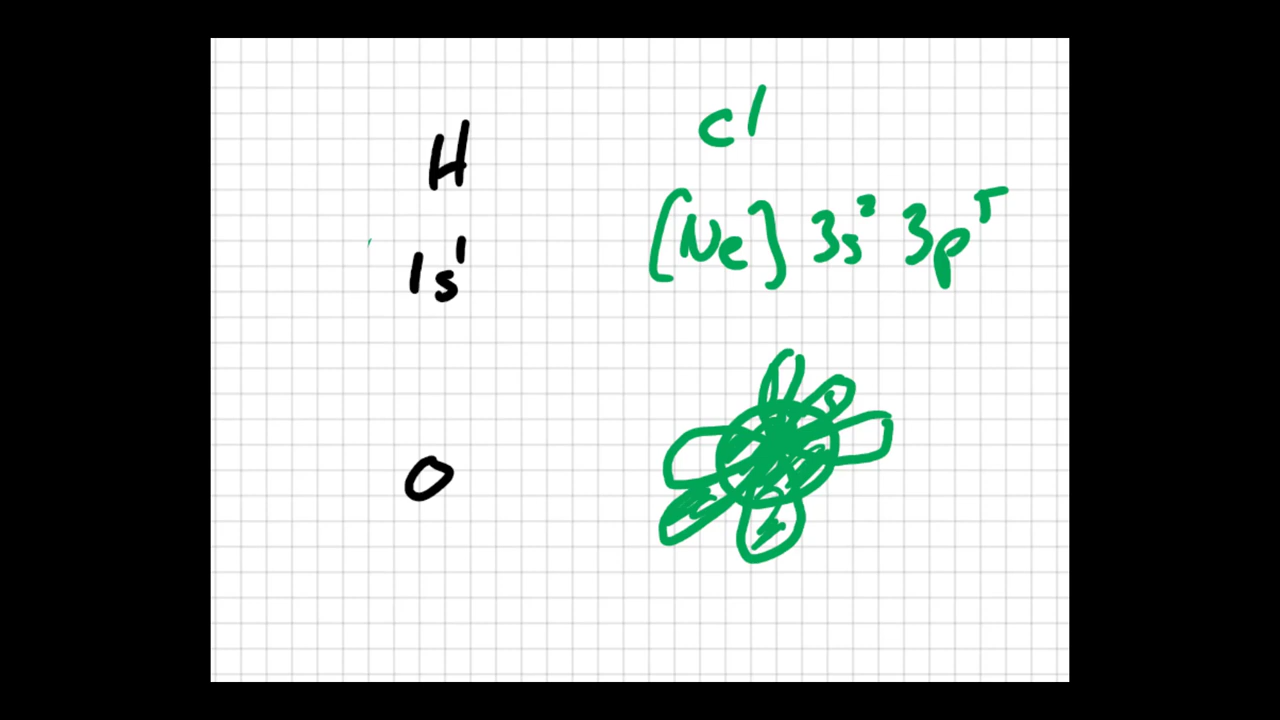 H
1s¹
Cl
[Ne] 3s² 3p⁵